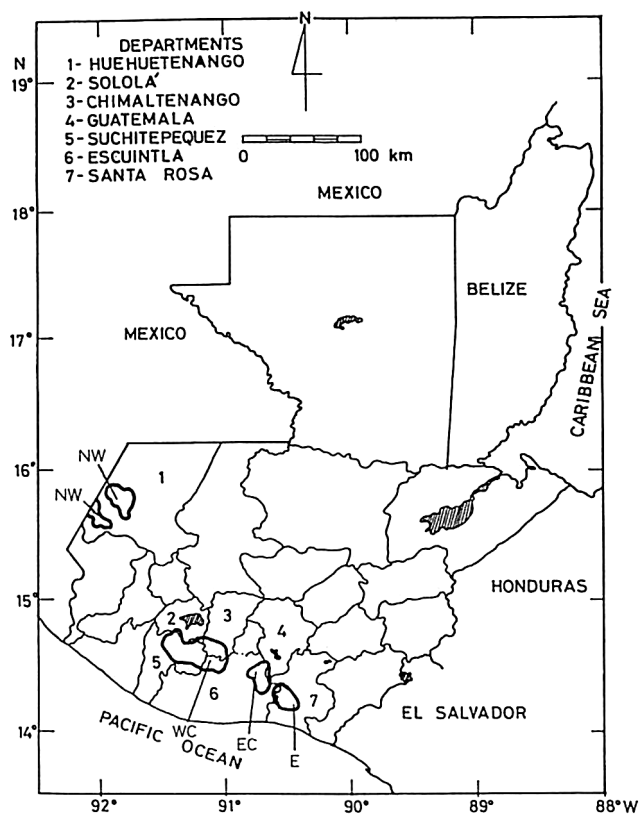 N
DEPARTMENTS
1- HUEHUETENANGO
2- SOLOLÁ
3- CHIMALTENANGO
4- GUATEMALA
5- SUCHITEPEQUEZ
6- ESCUINTLA
7- SANTA ROSA
0 100 km
N
19°
18°
17°
16°
15°
14°
MEXICO
BELIZE
MEXICO
CARIBBEAN SEA
NW
1
NW
HONDURAS
2
3
4
5
6
7
EL SALVADOR
PACIFIC OCEAN
WC
EC
E
92°
91°
90°
89°
88°W